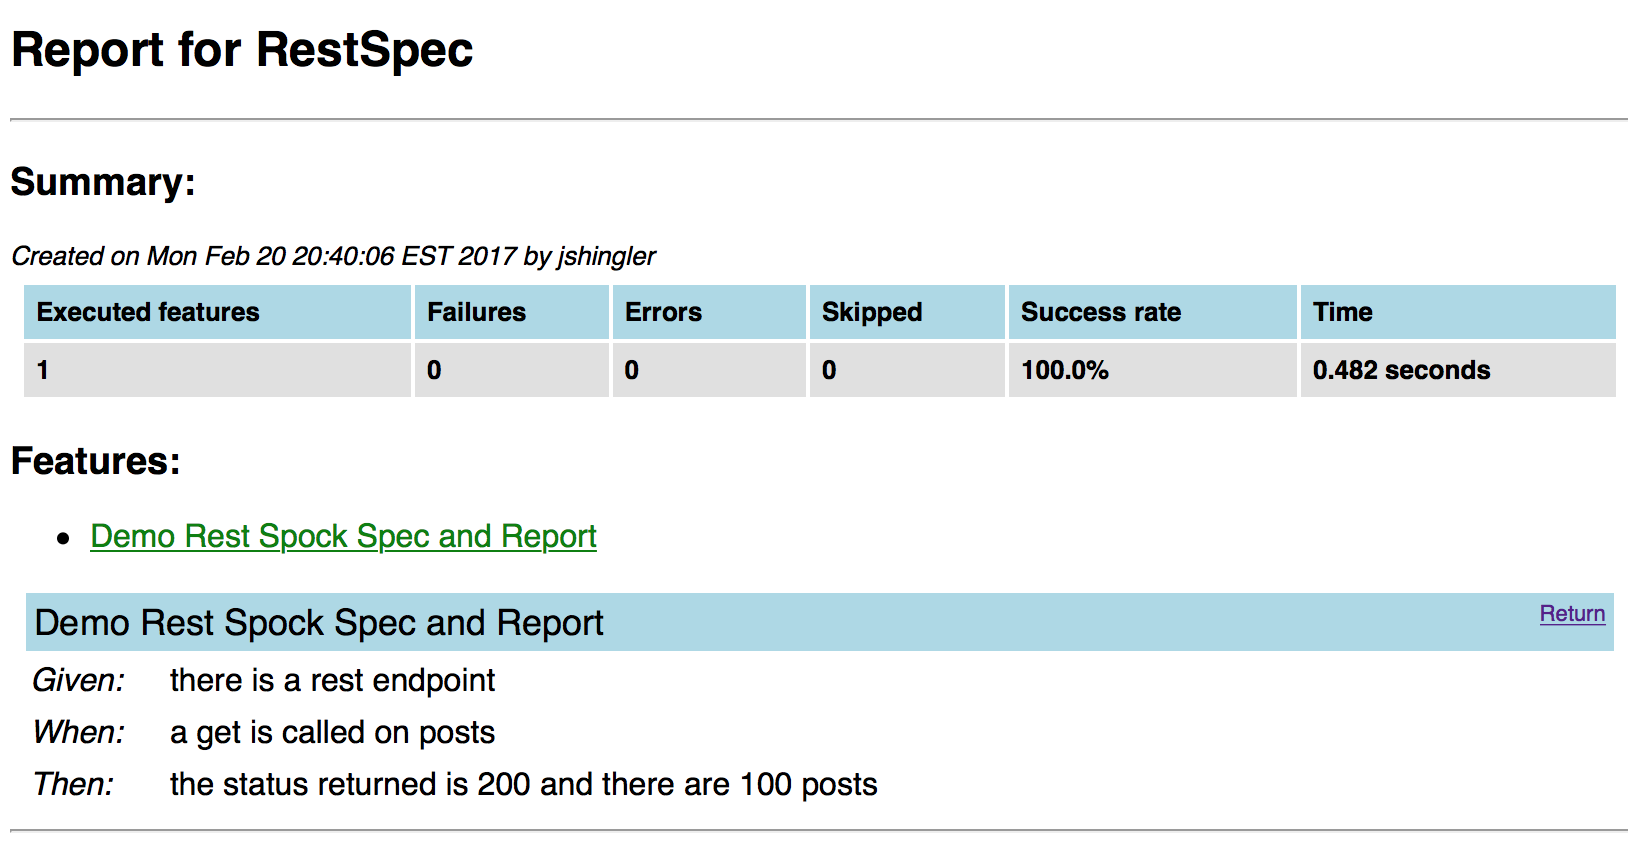 Report for RestSpec
Summary:
Created on Mon Feb 20 20:40:06 EST 2017 by jshingler
Executed features Failures Errors Skipped Success rate Time
1 0 0 0 100.0% 0.482 seconds
Features:
Demo Rest Spock Spec and Report
Demo Rest Spock Spec and Report Return
Given: there is a rest endpoint
When: a get is called on posts
Then: the status returned is 200 and there are 100 posts